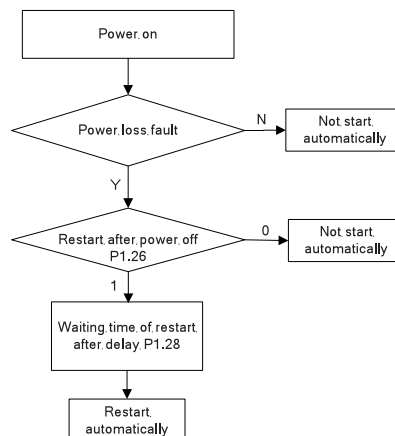 Power on
Power loss fault
N
Not start
automatically
Y
Restart after power off
P1.26
0
Not start
automatically
1
Waiting time of restart
after delay P1.28
Restart
automatically